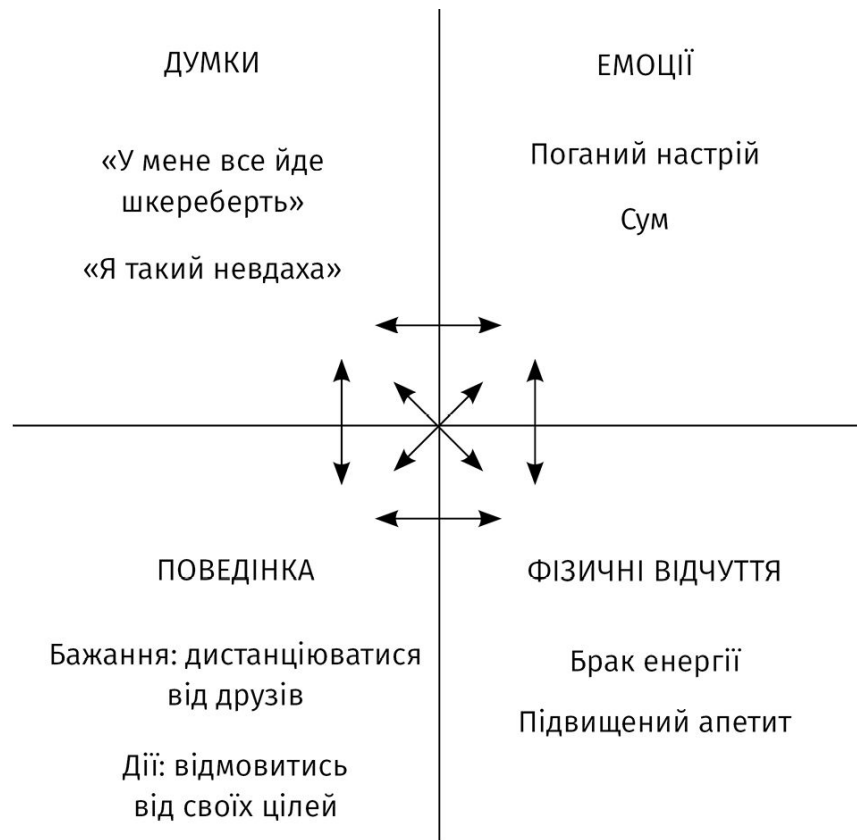 ДУМКИ
«У мене все йде
шкереберть»
«Я такий невдаха»
ЕМОЦІЇ
Поганий настрій
Сум
ПОВЕДІНКА
Бажання: дистанціюватися
від друзів
Дії: відмовитись
від своїх цілей
ФІЗИЧНІ ВІДЧУТТЯ
Брак енергії
Підвищений апетит